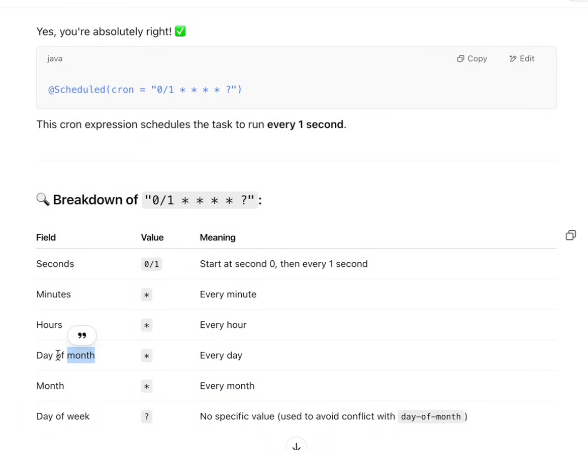 Yes, you're absolutely right! ✅
java Copy Edit
@Scheduled(cron = "0/1 * * * * ?")
This cron expression schedules the task to run every 1 second.
🔍 Breakdown of "0/1 * * * * ?":
Field Value Meaning
Seconds 0/1 Start at second 0, then every 1 second
Minutes * Every minute
Hours * Every hour
Day of month * Every day
Month * Every month
Day of week ? No specific value (used to avoid conflict with day-of-month)